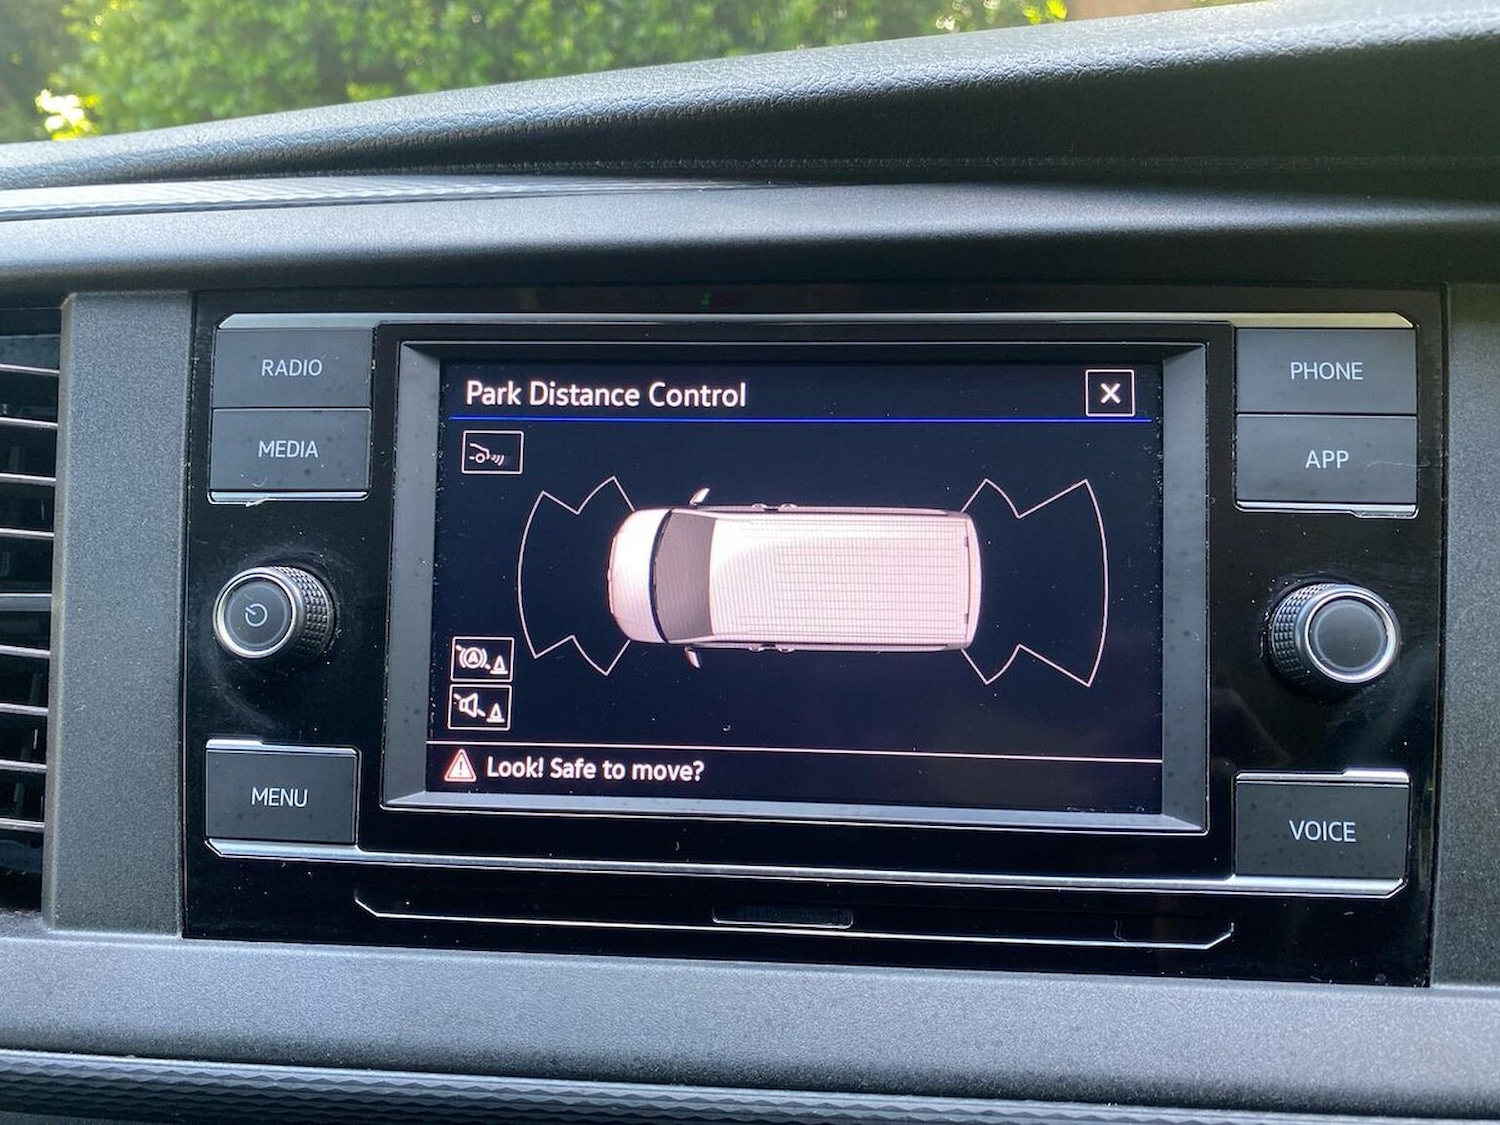 RADIO
MEDIA
MENU
Park Distance Control
Look! Safe to move?
PHONE
APP
VOICE